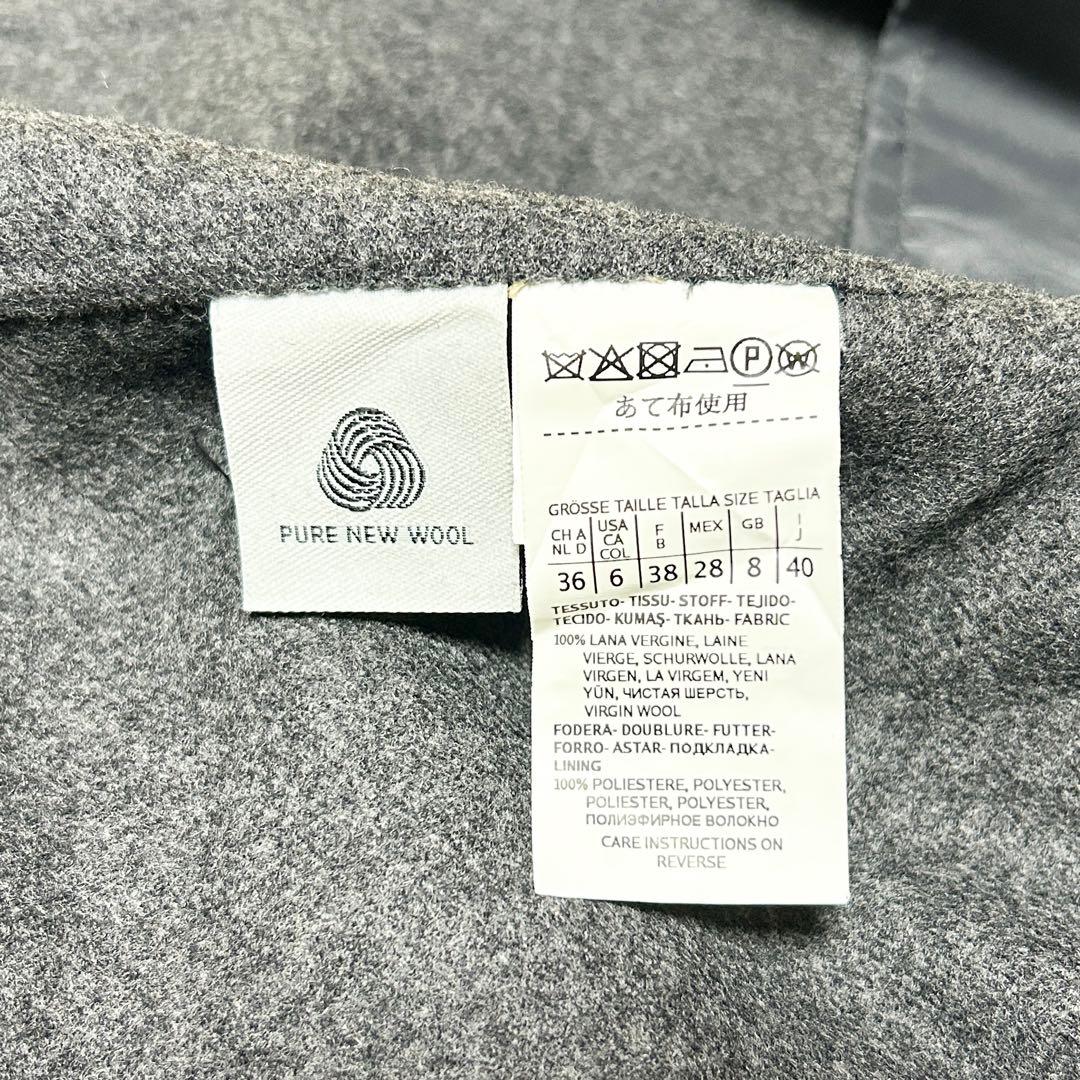 PURE NEW WOOL
P W
あて布使用
GRÖSSE TAILLE TALLA SIZE TAGLIA
CH A NL D USA CA COL F B MEX GB I J
36 6 38 28 8 40
TESSUTO- TISSU- STOFF- TEJIDO-
TECIDO- KUMAŞ- ТКАНЬ- FABRIC
100% LANA VERGINE, LAINE
VIERGE, SCHURWOLLE, LANA
VIRGEN, LA VIRGEM, YENI
YÜN, ЧИСТАЯ ШЕРСТЬ,
VIRGIN WOOL
FODERA- DOUBLURE- FUTTER-
FORRO- ASTAR- ПОДКЛАДКА-
LINING
100% POLIESTERE, POLYESTER,
POLIESTER, POLYESTER,
ПОЛИЭФИРНОЕ ВОЛОКНО
CARE INSTRUCTIONS ON
REVERSE